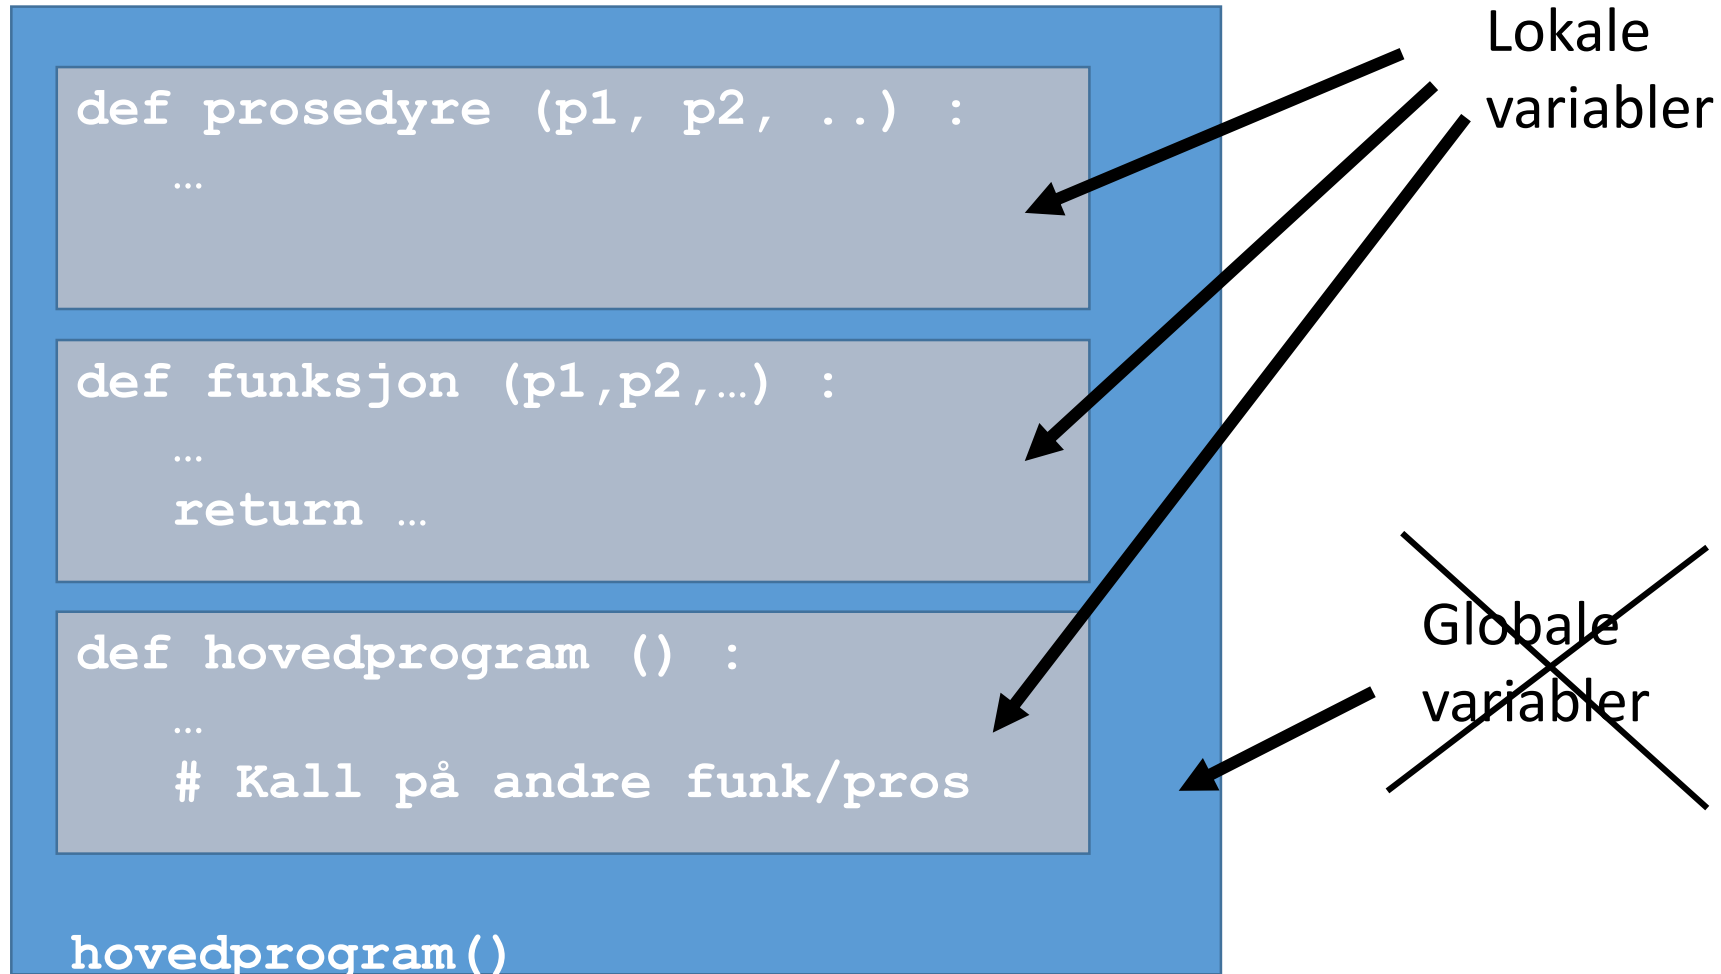 Lokale
variabler
def prosedyre (p1, p2, ..) :
…
def funksjon (p1,p2,…) :
…
return …
def hovedprogram () :
…
# Kall på andre funk/pros
Globale
variabler
hovedprogram()